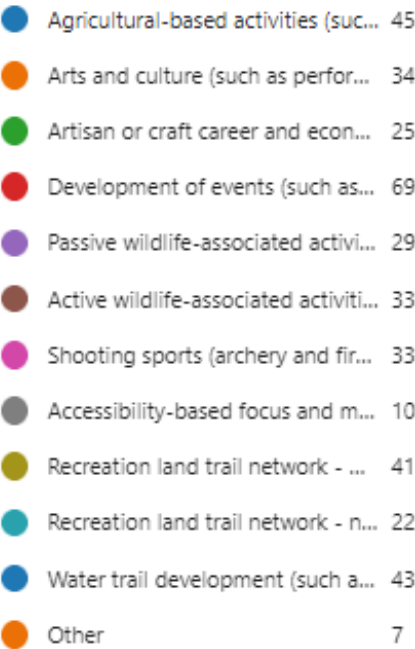 Agricultural-based activities (suc... 45
Arts and culture (such as perfor... 34
Artisan or craft career and econ... 25
Development of events (such as... 69
Passive wildlife-associated activi... 29
Active wildlife-associated activiti... 33
Shooting sports (archery and fir... 33
Accessibility-based focus and m... 10
Recreation land trail network - ... 41
Recreation land trail network - n... 22
Water trail development (such a... 43
Other 7